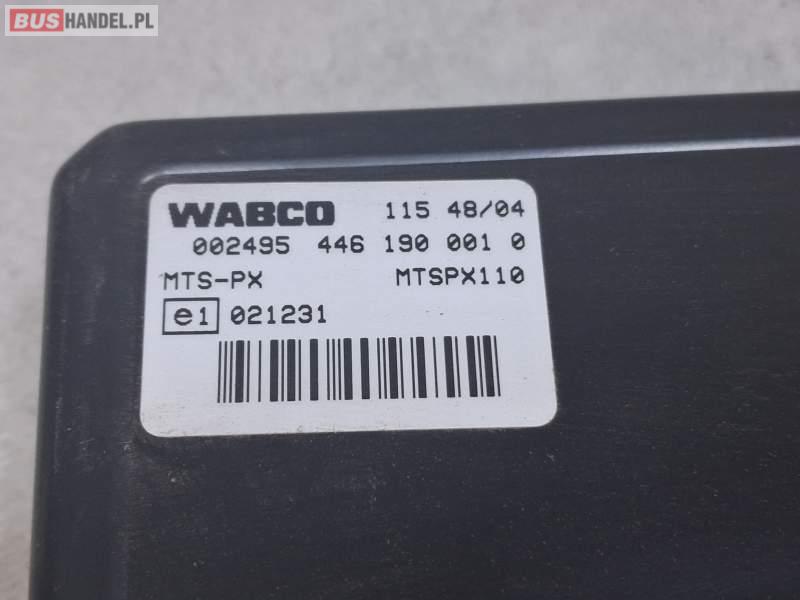 BUSHANDEL.PL
WABCO 115 48/04
002495 446 190 001 0
MTS-PX MTSPX110
e1 021231